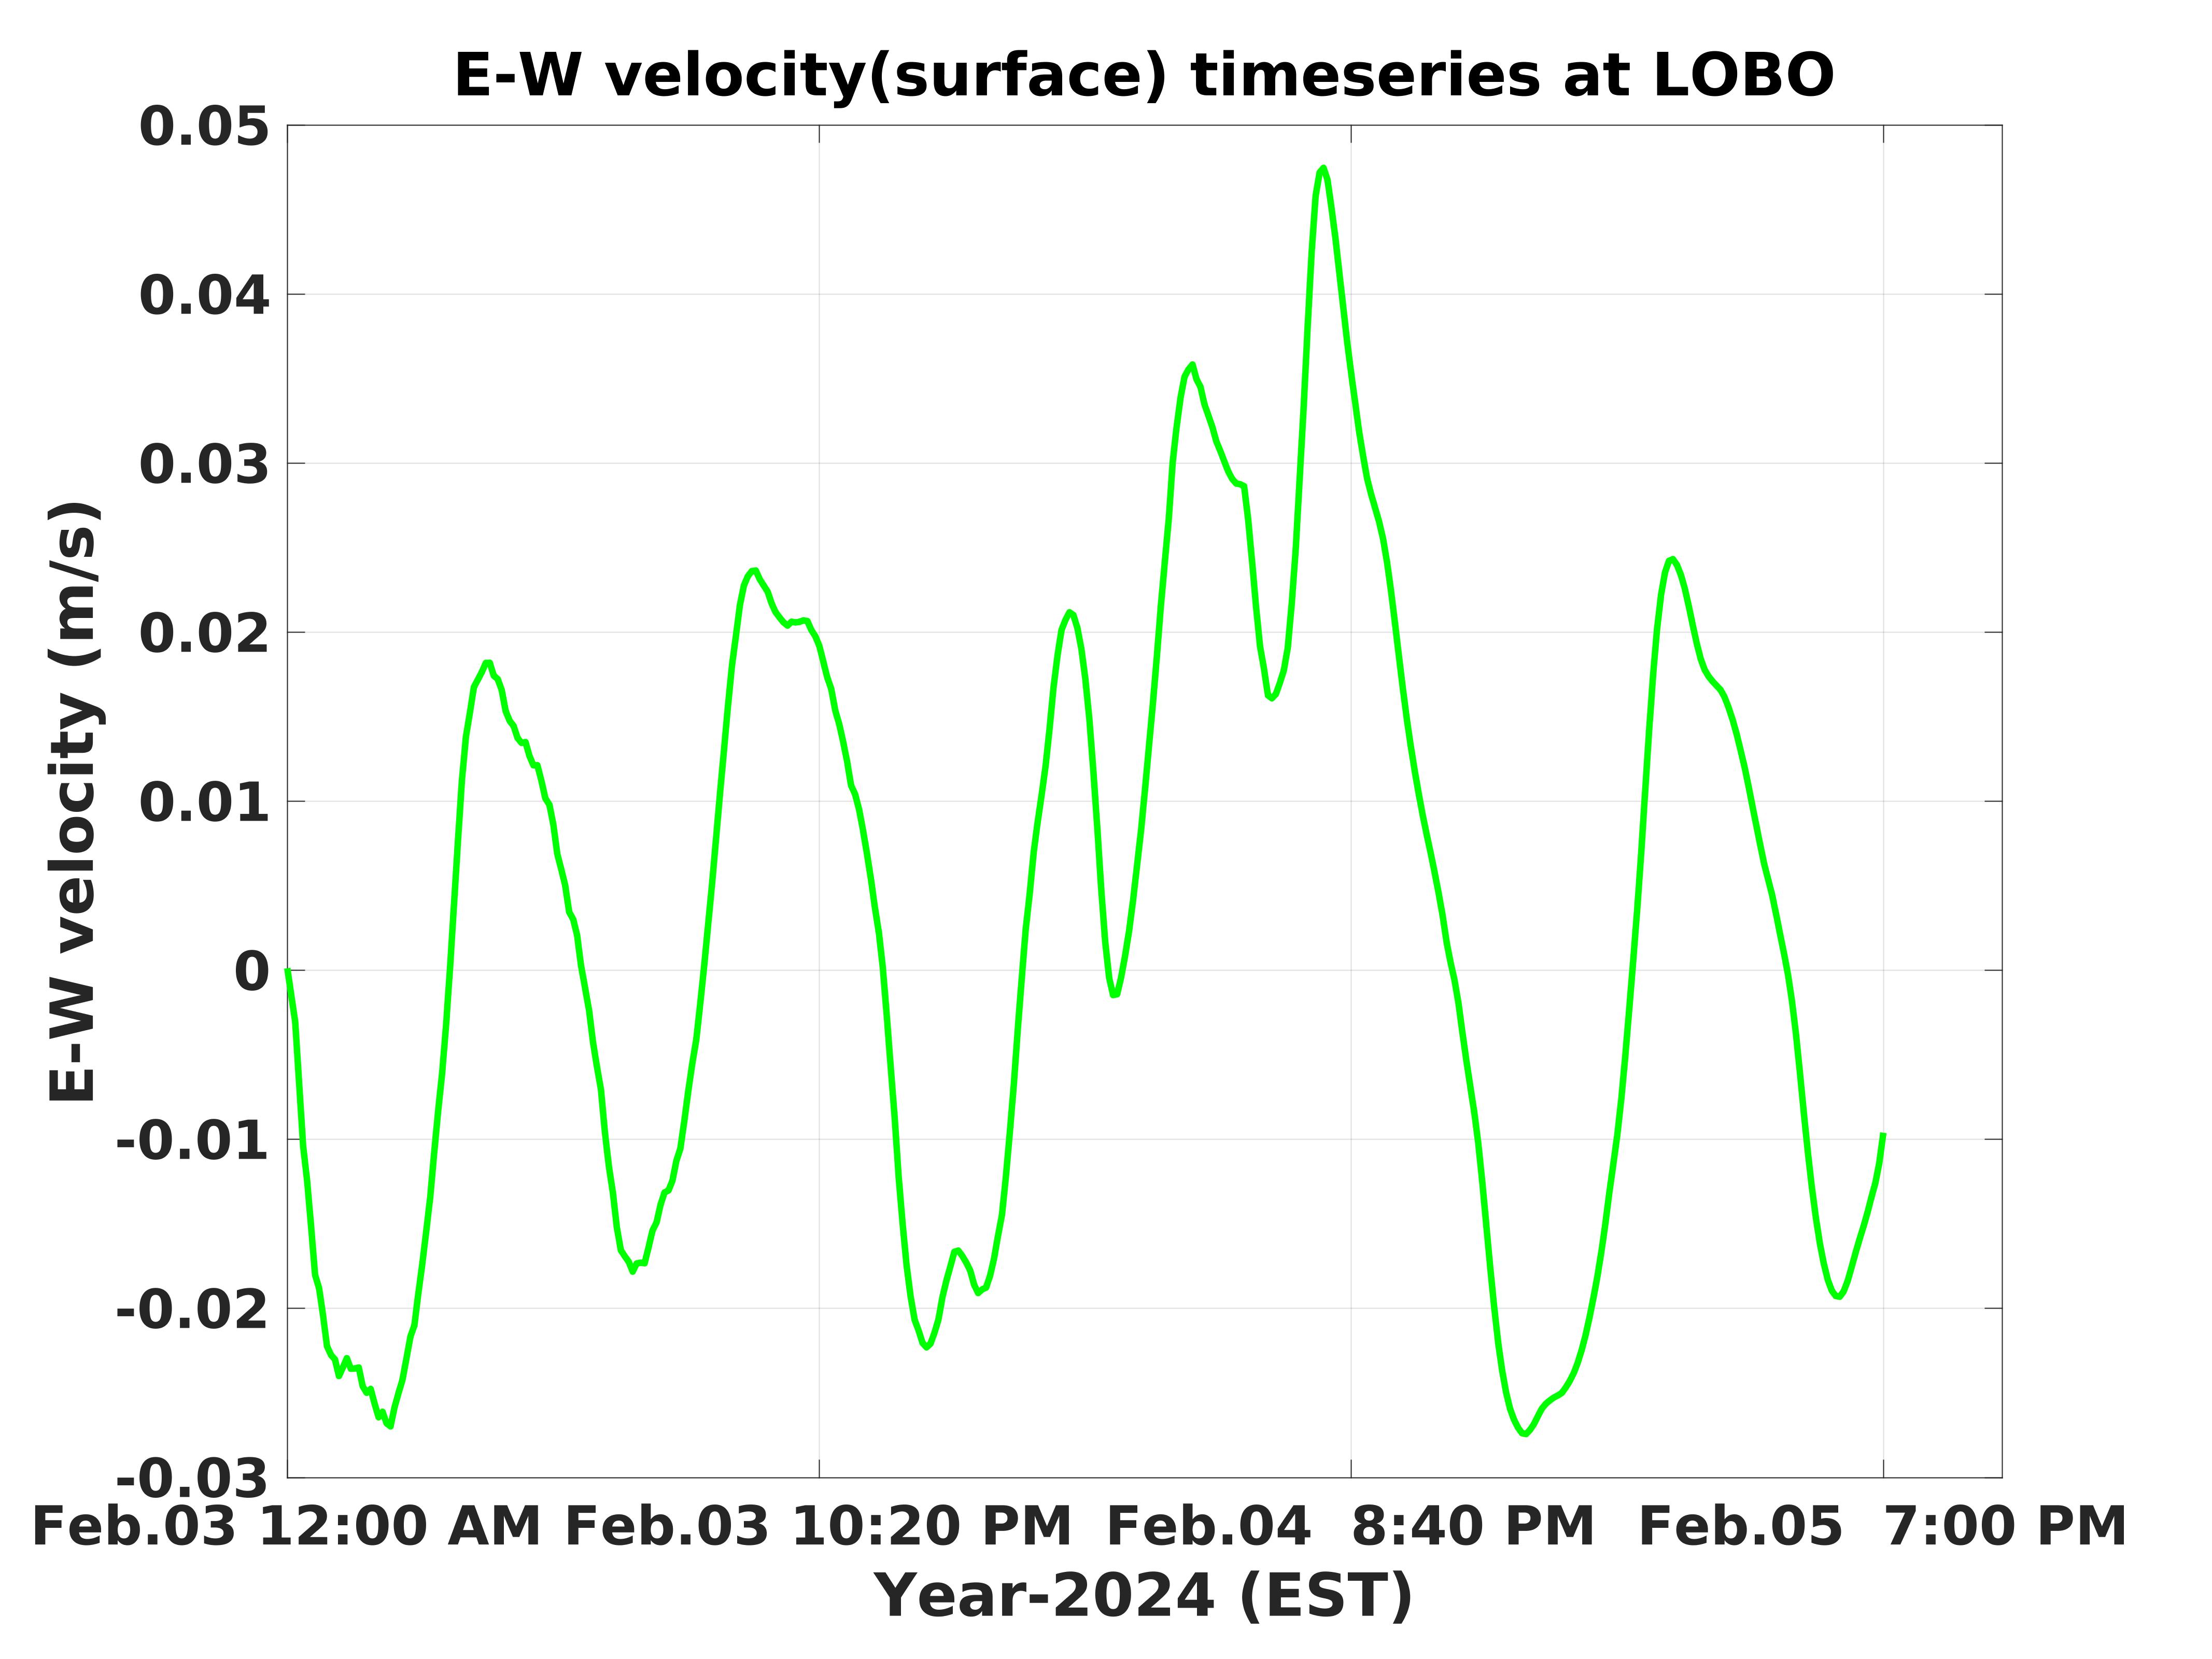 E-W velocity(surface) timeseries at LOBO
E-W velocity (m/s)
0.05
0.04
0.03
0.02
0.01
0
-0.01
-0.02
-0.03
Feb.03 12:00 AM Feb.03 10:20 PM Feb.04 8:40 PM Feb.05 7:00 PM
Year-2024 (EST)